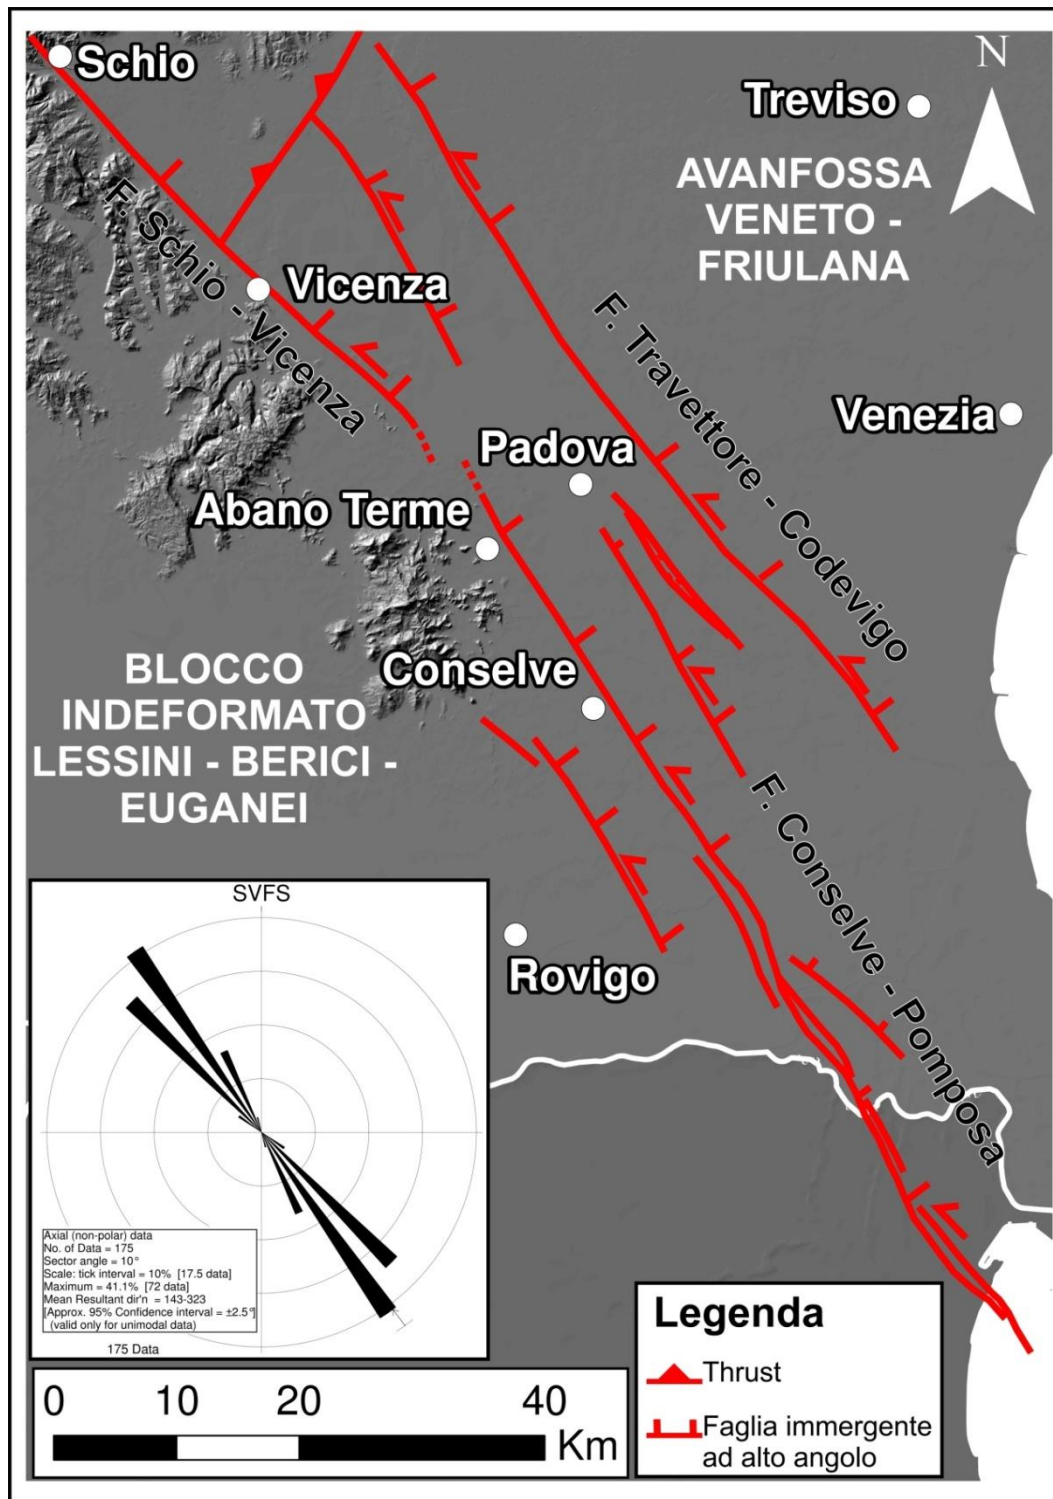 N
Schio
Treviso
AVANFOSSA
VENETO -
FRIULANA
F. Schio - Vicenza
Vicenza
F. Travettore - Codevigo
Venezia
Padova
Abano Terme
Conselve
BLOCCO
INDEFORMATO
LESSINI - BERICI -
EUGANEI
F. Conselve - Pomposa
Rovigo
SVFS
Axial (non-polar) data
No. of Data = 175
Sector angle = 10°
Scale: tick interval = 10% [17.5 data]
Maximum = 41.1% [72 data]
Mean Resultant dir'n = 143-323
[Approx. 95% Confidence interval = ±2.5°]
(valid only for unimodal data)
175 Data
0 10 20 40
Km
Legenda
Thrust
Faglia immergente
ad alto angolo